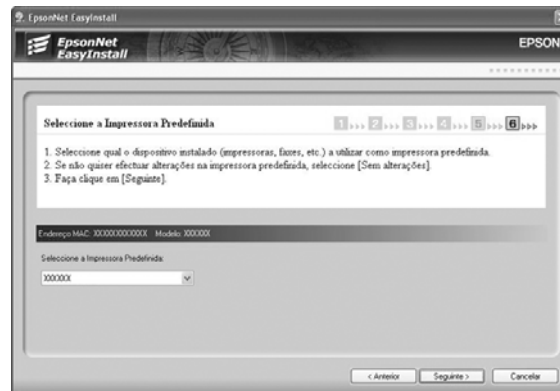 EpsonNet EasyInstall
EpsonNet
EasyInstall
EPSON
Seleccione a Impressora Predefinida
1 2 3 4 5 6
1. Seleccione qual o dispositivo instalado (impressoras, faxes, etc.) a utilizar como impressora predefinida.
2. Se não quiser efectuar alterações na impressora predefinida, seleccione [Sem alterações].
3. Faça clique em [Seguinte].
Endereço MAC: XXXXXXXXXXXX Modelo: XXXXXX
Seleccione a Impressora Predefinida:
XXXXXX
< Anterior
Seguinte >
Cancelar